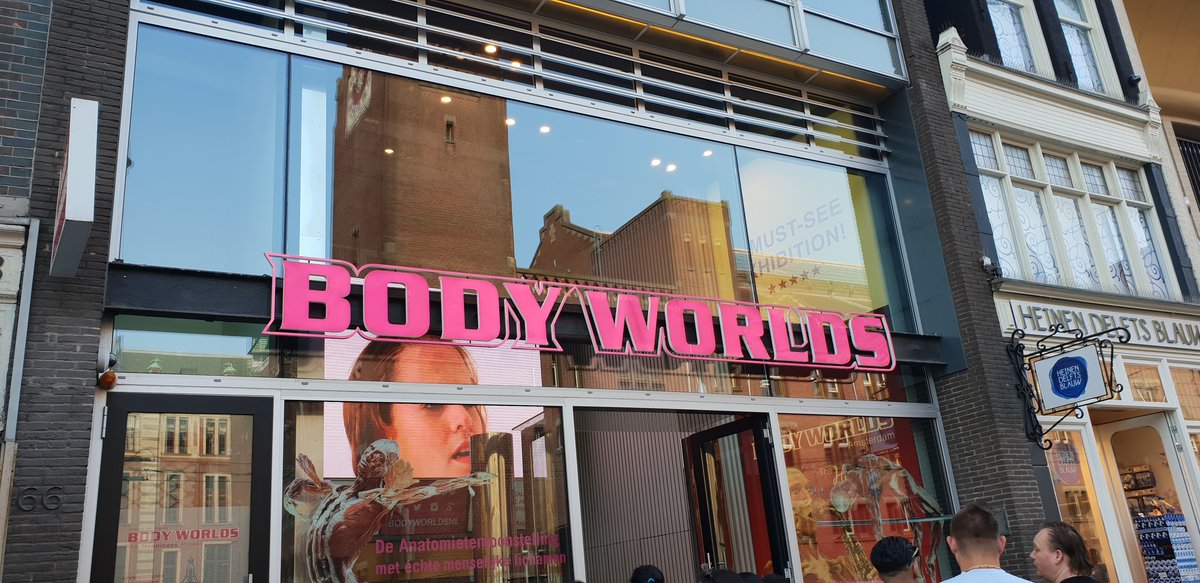 MUST-SEE
HIBITION!
BODY WORLDS
HEINEN DELFTS BLAUW
HEINEN
DELFTS
BLAUW
66
BODY WORLDS
BODYWORLDSNL
De Anatomische
met echte menselijke lichamen
BODY WORLDS
Amsterdam